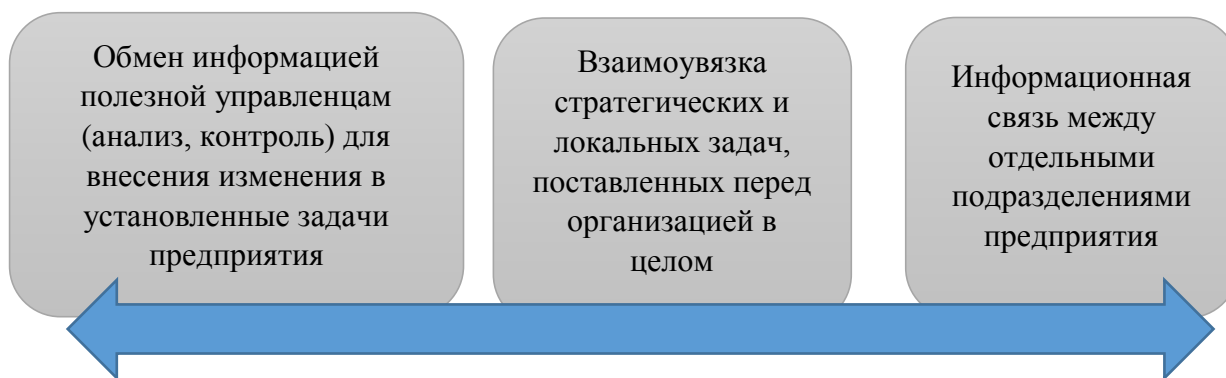 Обмен информацией
полезной управленцам
(анализ, контроль) для
внесения изменения в
установленные задачи
предприятия
Взаимоувязка
стратегических и
локальных задач,
поставленных перед
организацией в
целом
Информационная
связь между
отдельными
подразделениями
предприятия